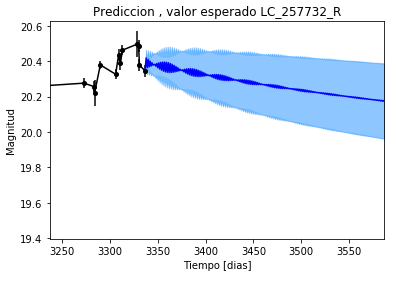 Prediccion , valor esperado LC_257732_R
20.6
20.4
20.2
20.0
19.8
19.6
19.4
Magnitud
3250 3300 3350 3400 3450 3500 3550
Tiempo [dias]